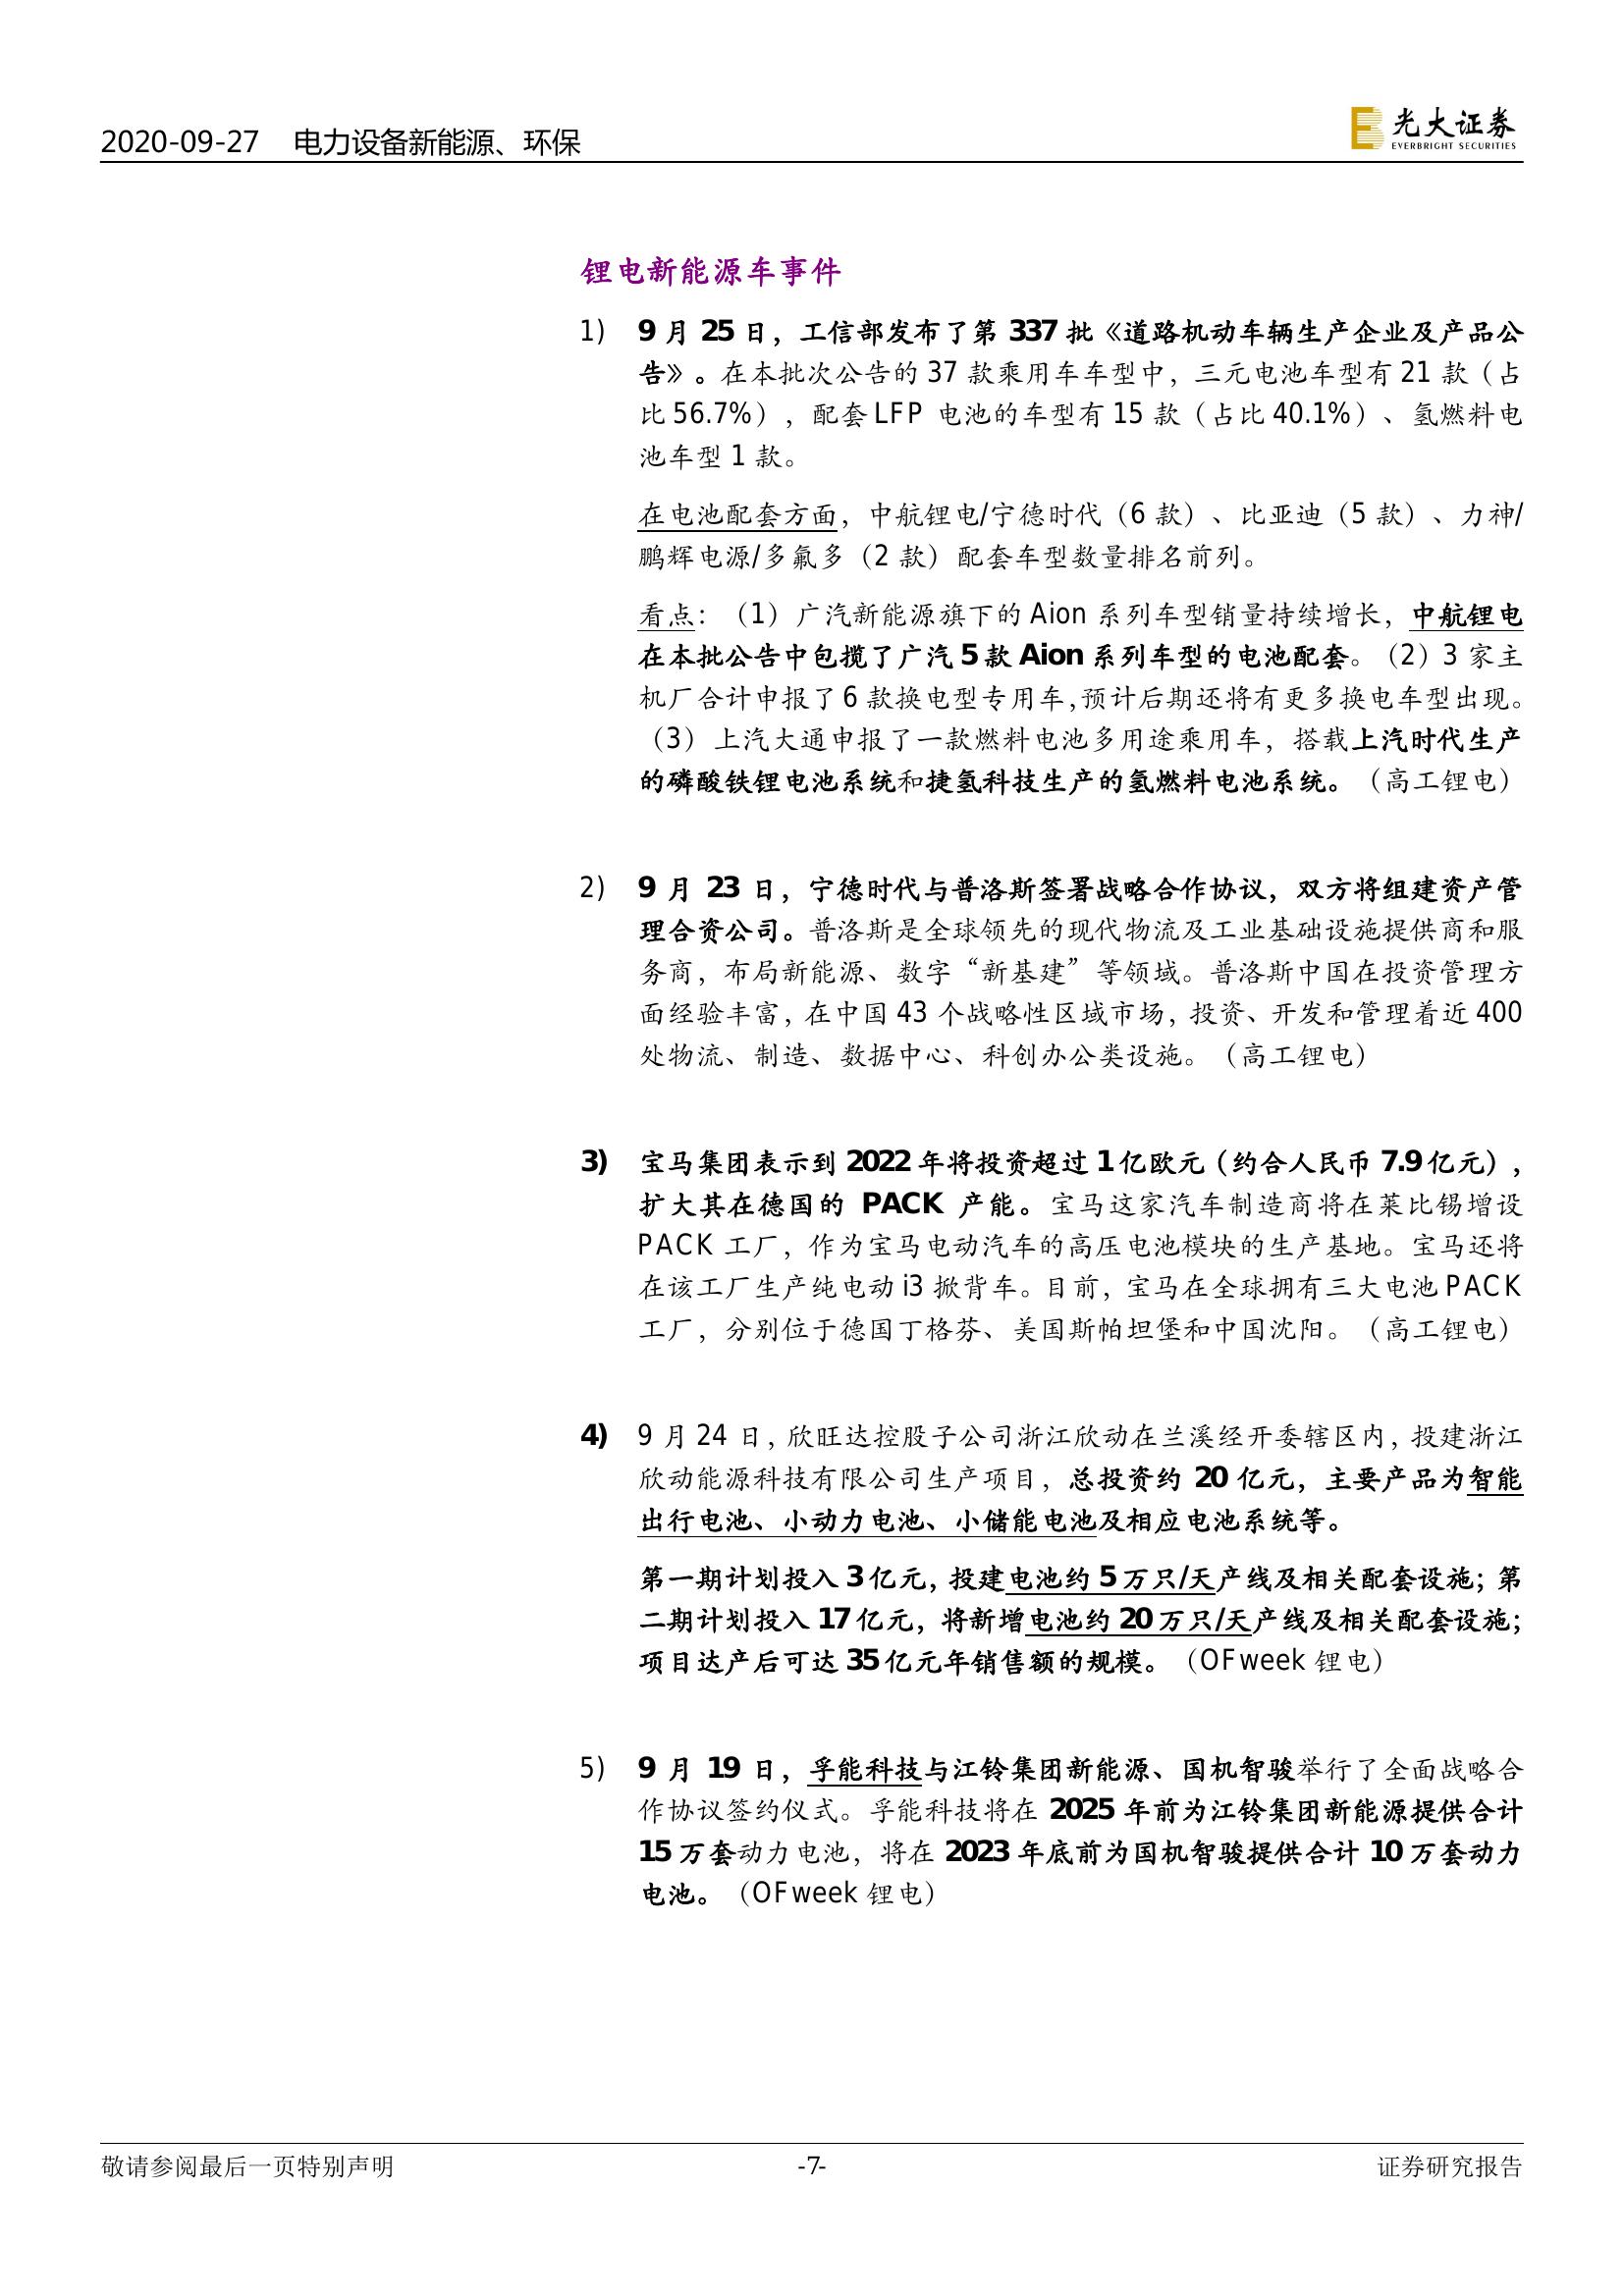 2020-09-27 电力设备新能源、环保
光大证券
EVERBRIGHT SECURITIES
锂电新能源车事件
1) 9 月 25 日，工信部发布了第 337 批《道路机动车辆生产企业及产品公
告》。在本批次公告的 37 款乘用车车型中，三元电池车型有 21 款（占
比 56.7%），配套 LFP 电池的车型有 15 款（占比 40.1%）、氢燃料电
池车型 1 款。
在电池配套方面，中航锂电/宁德时代（6 款）、比亚迪（5 款）、力神/
鹏辉电源/多氟多（2 款）配套车型数量排名前列。
看点：（1）广汽新能源旗下的 Aion 系列车型销量持续增长，中航锂电
在本批公告中包揽了广汽 5 款 Aion 系列车型的电池配套。（2）3 家主
机厂合计申报了 6 款换电型专用车，预计后期还将有更多换电车型出现。
（3）上汽大通申报了一款燃料电池多用途乘用车，搭载上汽时代生产
的磷酸铁锂电池系统和捷氢科技生产的氢燃料电池系统。（高工锂电）
2) 9 月 23 日，宁德时代与普洛斯签署战略合作协议，双方将组建资产管
理合资公司。普洛斯是全球领先的现代物流及工业基础设施提供商和服
务商，布局新能源、数字“新基建”等领域。普洛斯中国在投资管理方
面经验丰富，在中国 43 个战略性区域市场，投资、开发和管理着近 400
处物流、制造、数据中心、科创办公类设施。（高工锂电）
3) 宝马集团表示到 2022 年将投资超过 1 亿欧元（约合人民币 7.9 亿元），
扩大其在德国的 PACK 产能。宝马这家汽车制造商将在莱比锡增设
PACK 工厂，作为宝马电动汽车的高压电池模块的生产基地。宝马还将
在该工厂生产纯电动 i3 掀背车。目前，宝马在全球拥有三大电池 PACK
工厂，分别位于德国丁格芬、美国斯帕坦堡和中国沈阳。（高工锂电）
4) 9 月 24 日，欣旺达控股子公司浙江欣动在兰溪经开委辖区内，投建浙江
欣动能源科技有限公司生产项目，总投资约 20 亿元，主要产品为智能
出行电池、小动力电池、小储能电池及相应电池系统等。
第一期计划投入 3 亿元，投建电池约 5 万只/天产线及相关配套设施；第
二期计划投入 17 亿元，将新增电池约 20 万只/天产线及相关配套设施；
项目达产后可达 35 亿元年销售额的规模。（OFweek 锂电）
5) 9 月 19 日，孚能科技与江铃集团新能源、国机智骏举行了全面战略合
作协议签约仪式。孚能科技将在 2025 年前为江铃集团新能源提供合计
15 万套动力电池，将在 2023 年底前为国机智骏提供合计 10 万套动力
电池。（OFweek 锂电）
敬请参阅最后一页特别声明 -7- 证券研究报告